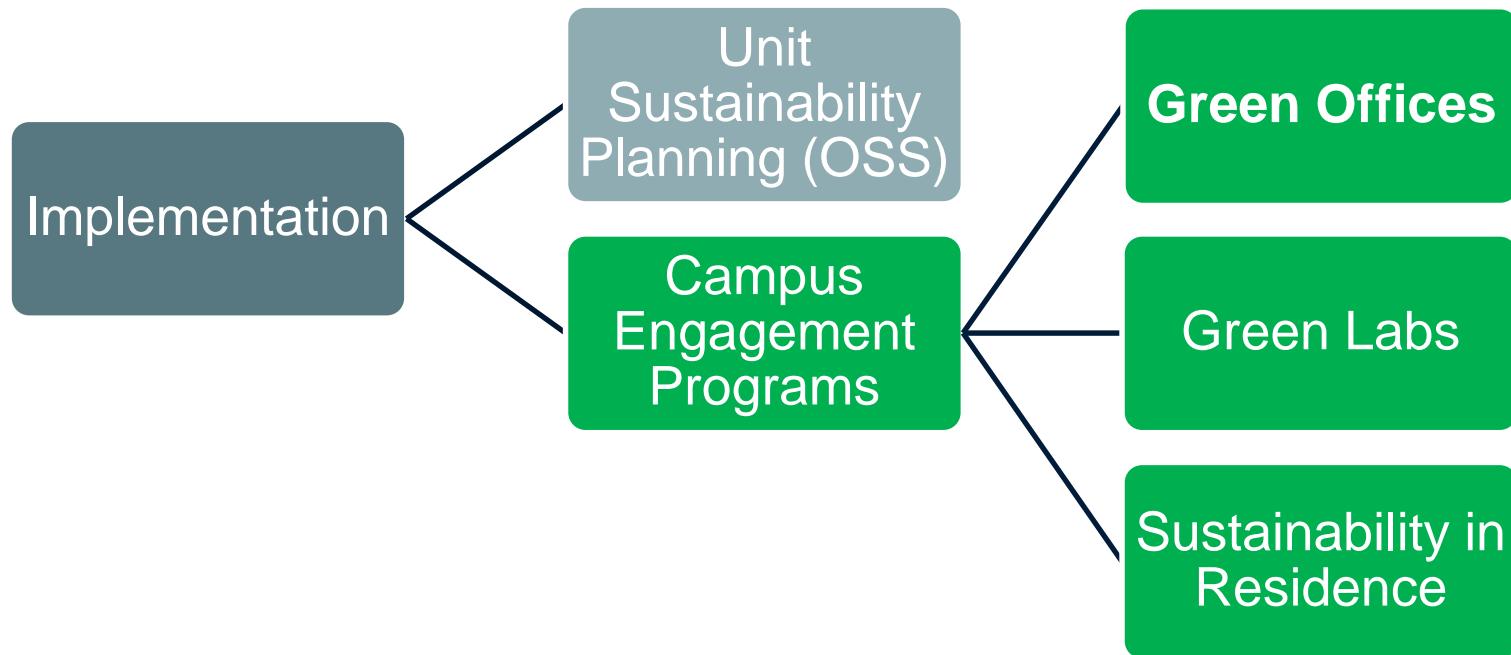 Implementation
Unit
Sustainability
Planning (OSS)
Campus
Engagement
Programs
Green Offices
Green Labs
Sustainability in
Residence